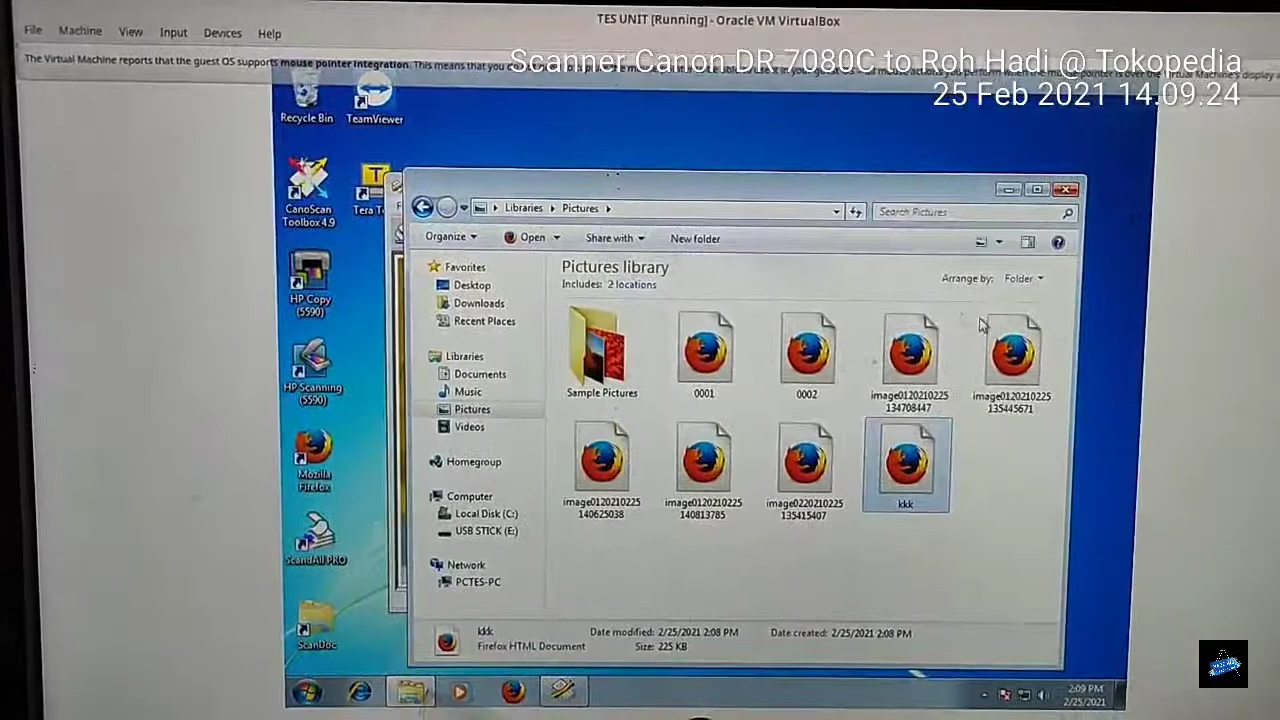 TES UNIT [Running] - Oracle VM VirtualBox
File Machine View Input Devices Help
The Virtual Machine reports that the guest OS supports mouse pointer integration. This means that you
Scanner Canon DR 7080C to Roh Hadi @ Tokopedia
25 Feb 2021 14.09.24
Recycle Bin
TeamViewer
CanoScan
Toolbox 4.9
Tera
HP Copy
(5590)
HP Scanning
(5590)
Mozilla
Firefox
ScandAll PRO
ScanDoc
Libraries Pictures
Search Pictures
Organize Open Share with New folder
Favorites
Desktop
Downloads
Recent Places
Libraries
Documents
Music
Pictures
Videos
Homegroup
Computer
Local Disk (C:)
USB STICK (E:)
Network
PCTES-PC
Pictures library
Includes: 2 locations
Arrange by: Folder
Sample Pictures
0001
0002
image0120210225
134708447
image0120210225
135445671
image0120210225
140625038
image0120210225
140813785
image0220210225
135415407
kkk
kkk
Firefox HTML Document
Date modified: 2/25/2021 2:08 PM
Size: 225 KB
Date created: 2/25/2021 2:08 PM
2:09 PM
2/25/2021